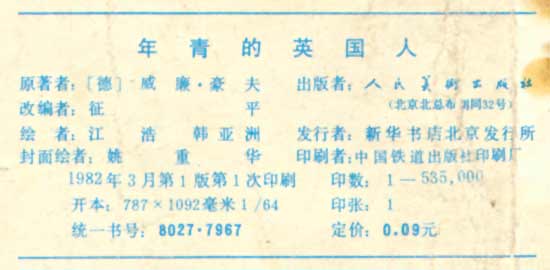 年青的英国人
原著者：〔德〕威廉·豪夫 出版者：人民美术出版社
改编者：征平 （北京北总布胡同32号）
绘者：江浩 韩亚洲 发行者：新华书店北京发行所
封面绘者：姚重华 印刷者：中国铁道出版社印刷厂
1982年3月第1版第1次印刷 印数：1—535,000
开本：787×1092毫米1/64 印张：1
统一书号：8027·7967 定价：0.09元